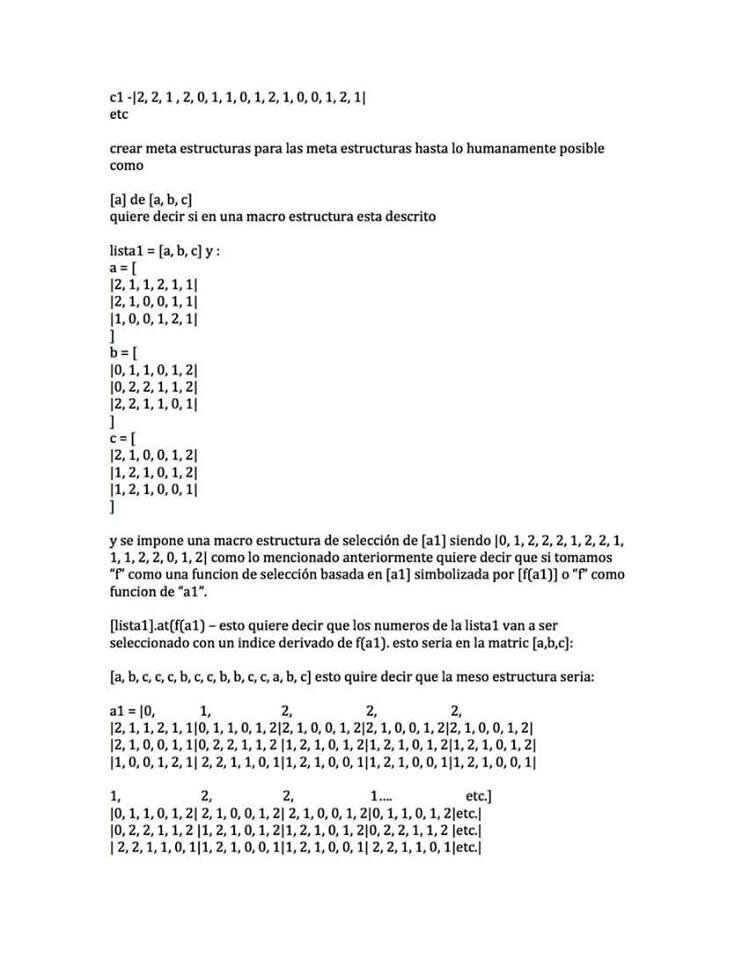 c1 -|2, 2, 1 , 2, 0, 1, 1, 0, 1, 2, 1, 0, 0, 1, 2, 1|
etc
crear meta estructuras para las meta estructuras hasta lo humanamente posible
como
[a] de [a, b, c]
quiere decir si en una macro estructura esta descrito
lista1 = [a, b, c] y :
a = [
|2, 1, 1, 2, 1, 1|
|2, 1, 0, 0, 1, 1|
|1, 0, 0, 1, 2, 1|
]
b = [
|0, 1, 1, 0, 1, 2|
|0, 2, 2, 1, 1, 2|
|2, 2, 1, 1, 0, 1|
]
c = [
|2, 1, 0, 0, 1, 2|
|1, 2, 1, 0, 1, 2|
|1, 2, 1, 0, 0, 1|
]
y se impone una macro estructura de selección de [a1] siendo |0, 1, 2, 2, 2, 1, 2, 2, 1,
1, 1, 2, 2, 0, 1, 2| como lo mencionado anteriormente quiere decir que si tomamos
“f” como una funcion de selección basada en [a1] simbolizada por [f(a1)] o “f” como
funcion de “a1”.
[lista1].at(f(a1) – esto quiere decir que los numeros de la lista1 van a ser
seleccionado con un indice derivado de f(a1). esto seria en la matric [a,b,c]:
[a, b, c, c, c, b, c, c, b, b, c, c, a, b, c] esto quire decir que la meso estructura seria:
a1 = |0, 1, 2, 2, 2,
|2, 1, 1, 2, 1, 1|0, 1, 1, 0, 1, 2|2, 1, 0, 0, 1, 2|2, 1, 0, 0, 1, 2|2, 1, 0, 0, 1, 2|
|2, 1, 0, 0, 1, 1|0, 2, 2, 1, 1, 2 |1, 2, 1, 0, 1, 2|1, 2, 1, 0, 1, 2|1, 2, 1, 0, 1, 2|
|1, 0, 0, 1, 2, 1| 2, 2, 1, 1, 0, 1|1, 2, 1, 0, 0, 1|1, 2, 1, 0, 0, 1|1, 2, 1, 0, 0, 1|
1, 2, 2, 1.... etc.]
|0, 1, 1, 0, 1, 2| 2, 1, 0, 0, 1, 2| 2, 1, 0, 0, 1, 2|0, 1, 1, 0, 1, 2|etc.|
|0, 2, 2, 1, 1, 2 |1, 2, 1, 0, 1, 2|1, 2, 1, 0, 1, 2|0, 2, 2, 1, 1, 2 |etc.|
| 2, 2, 1, 1, 0, 1|1, 2, 1, 0, 0, 1|1, 2, 1, 0, 0, 1| 2, 2, 1, 1, 0, 1|etc.|